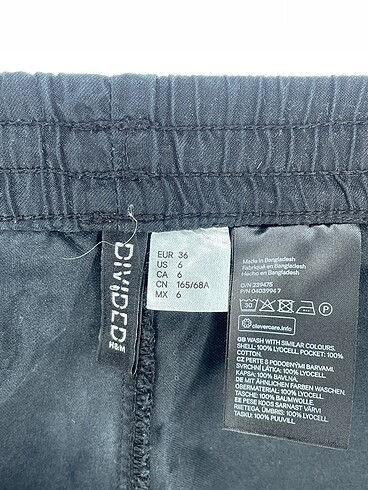 DIVIDED
H&M
EUR 36
US 6
CA 6
CN 165/68A
MX 6
Made in Bangladesh
Fabriqué en Bangladesh
Hecho en Bangladesh
O/N 239475
P/N 0403994 7
30
P
clevercare.info
GB WASH WITH SIMILAR COLOURS.
SHELL: 100% LYOCELL. POCKET: 100%
COTTON.
CZ PERTE S PODOBNÝMI BARVAMI.
SVRCHNÍ LÁTKA: 100% LYOCELL.
KAPSA: 100% BAVLNA.
DE MIT ÄHNLICHEN FARBEN WASCHEN.
OBERMATERIAL: 100% LYOCELL.
TASCHE: 100% BAUMWOLLE.
EE PESE KOOS SARNAST VÄRVI
RIIETEGA. ÜMBRIS: 100% LYOCELL.
TASKU: 100% PUUVILL.